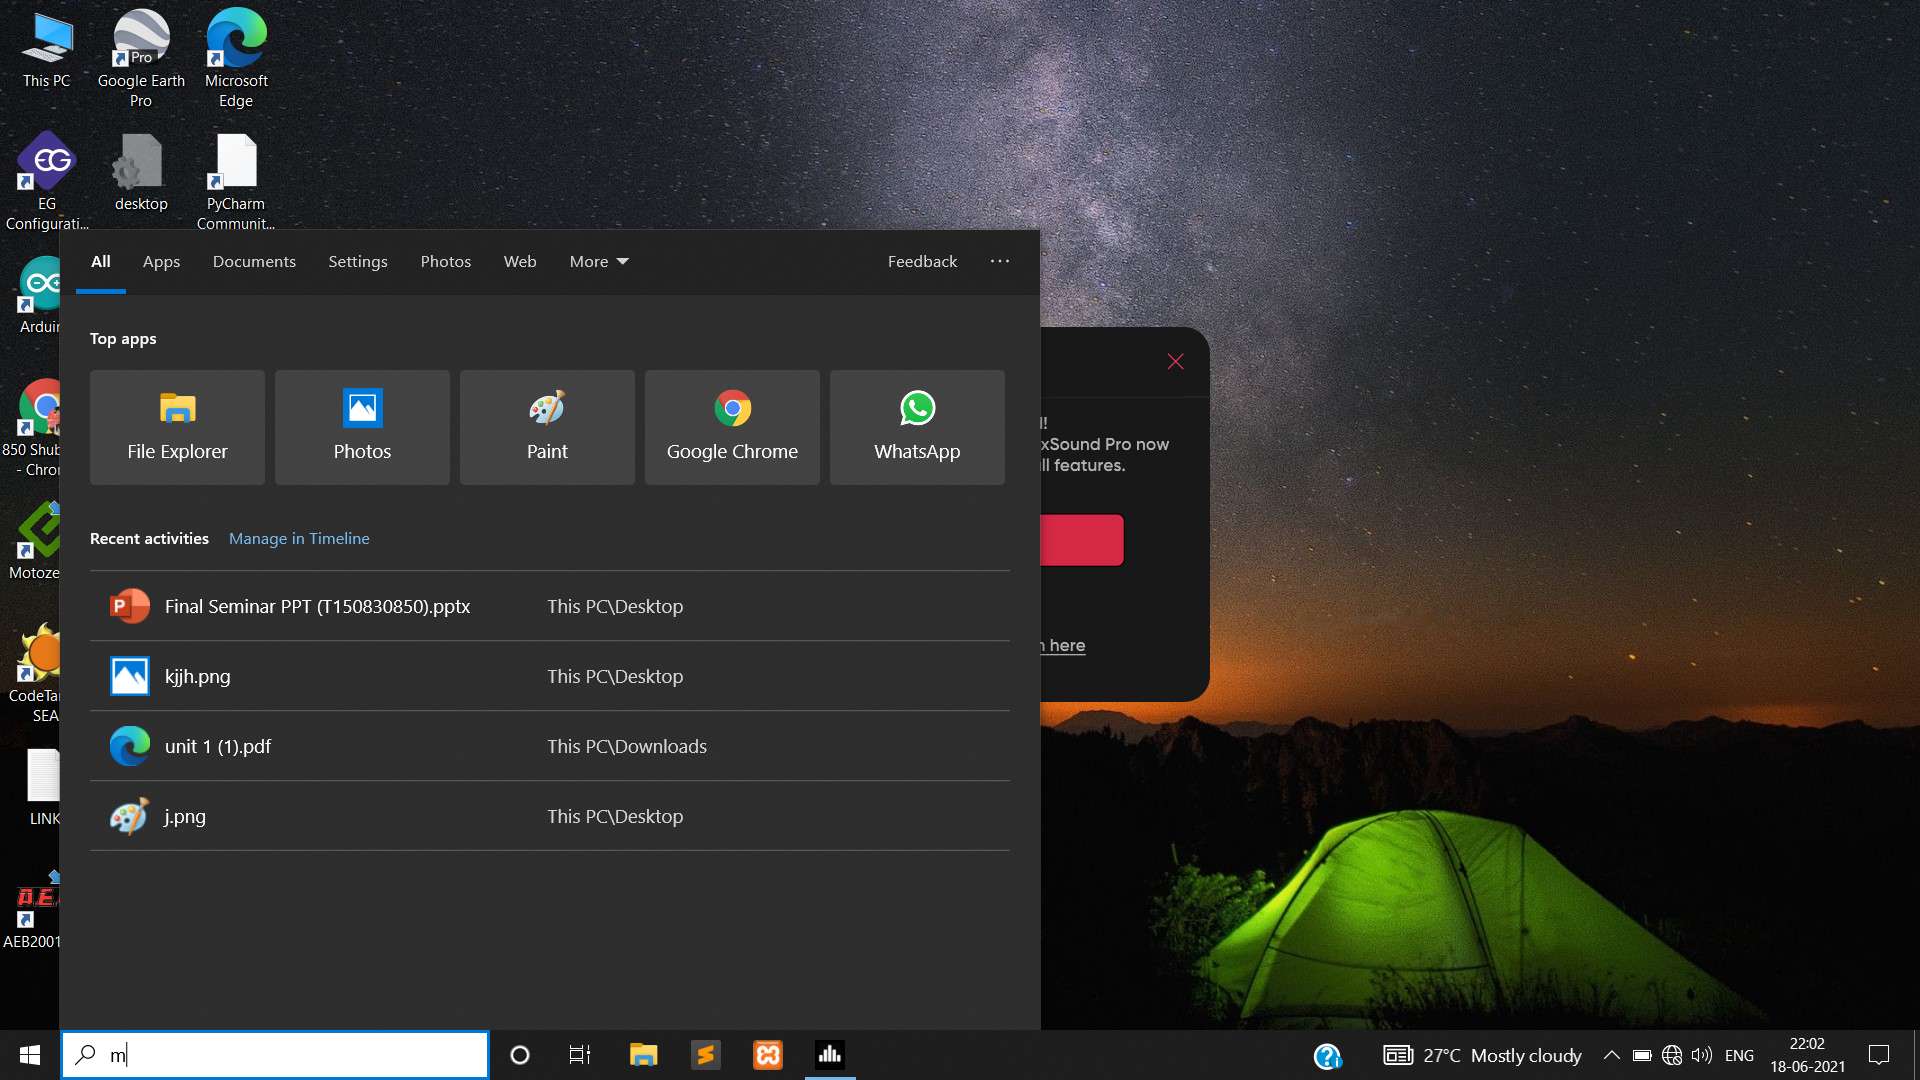 This PC
Pro
Google Earth
Pro
Microsoft
Edge
EG
EG
Configurati...
desktop
PyCharm
Communit...
All
Apps
Documents
Settings
Photos
Web
More
Feedback
Top apps
File Explorer
Photos
Paint
Google Chrome
WhatsApp
Recent activities
Manage in Timeline
Final Seminar PPT (T150830850).pptx
This PC\Desktop
kjjh.png
This PC\Desktop
unit 1 (1).pdf
This PC\Downloads
j.png
This PC\Desktop
Arduin
850 Shub
- Chron
Motoze
CodeTan
SEA
LINK
AEB2001
l!
xSound Pro now
ll features.
n here
m
27°C Mostly cloudy
ENG
22:02
18-06-2021